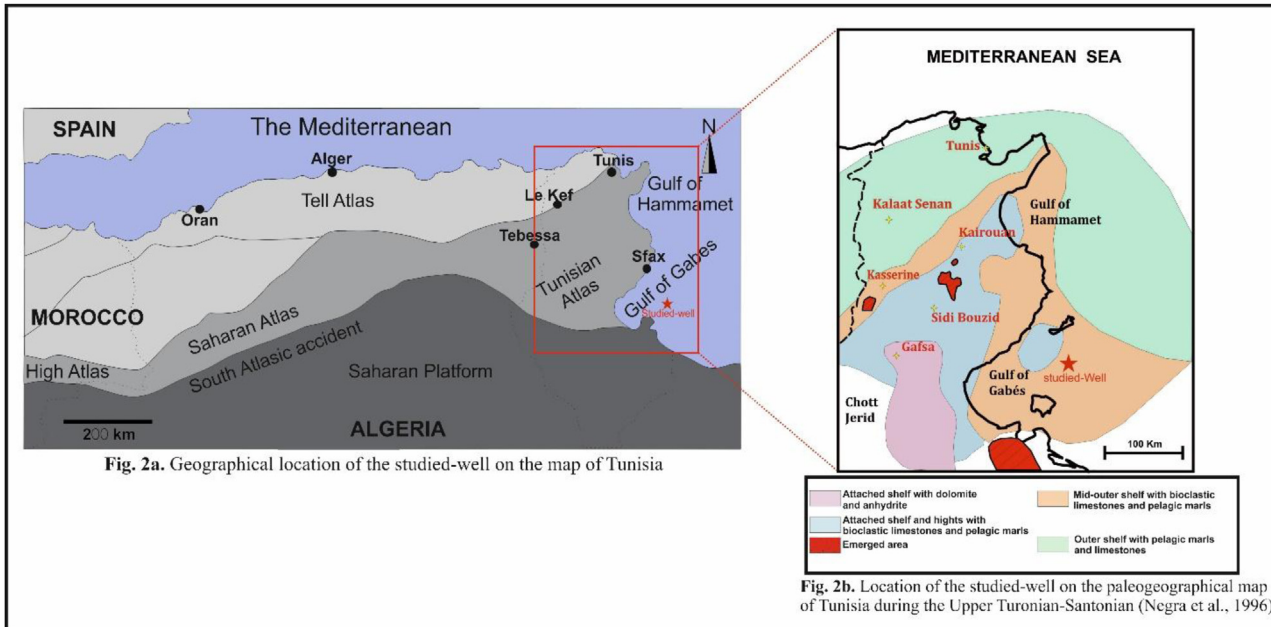 SPAIN
The Mediterranean
N
Alger
Tunis
Oran
Tell Atlas
Le Kef
Gulf of
Hammamet
Tebessa
Sfax
Tunisian
Atlas
Gulf of Gabes
Studied-well
MOROCCO
Saharan Atlas
South Atlasic accident
High Atlas
Saharan Platform
200 km
ALGERIA
Fig. 2a. Geographical location of the studied-well on the map of Tunisia
MEDITERRANEAN SEA
Tunis
Kalaat Senan
Gulf of
Hammamet
Kairouan
Kasserine
Sidi Bouzid
Gafsa
Gulf of
Gabés
studied-Well
Chott
Jerid
100 Km
Attached shelf with dolomite
and anhydrite
Attached shelf and hights with
bioclastic limestones and pelagic marls
Emerged area
Mid-outer shelf with bioclastic
limestones and pelagic marls
Outer shelf with pelagic marls
and limestones
Fig. 2b. Location of the studied-well on the paleogeographical map
of Tunisia during the Upper Turonian-Santonian (Negra et al., 1996)